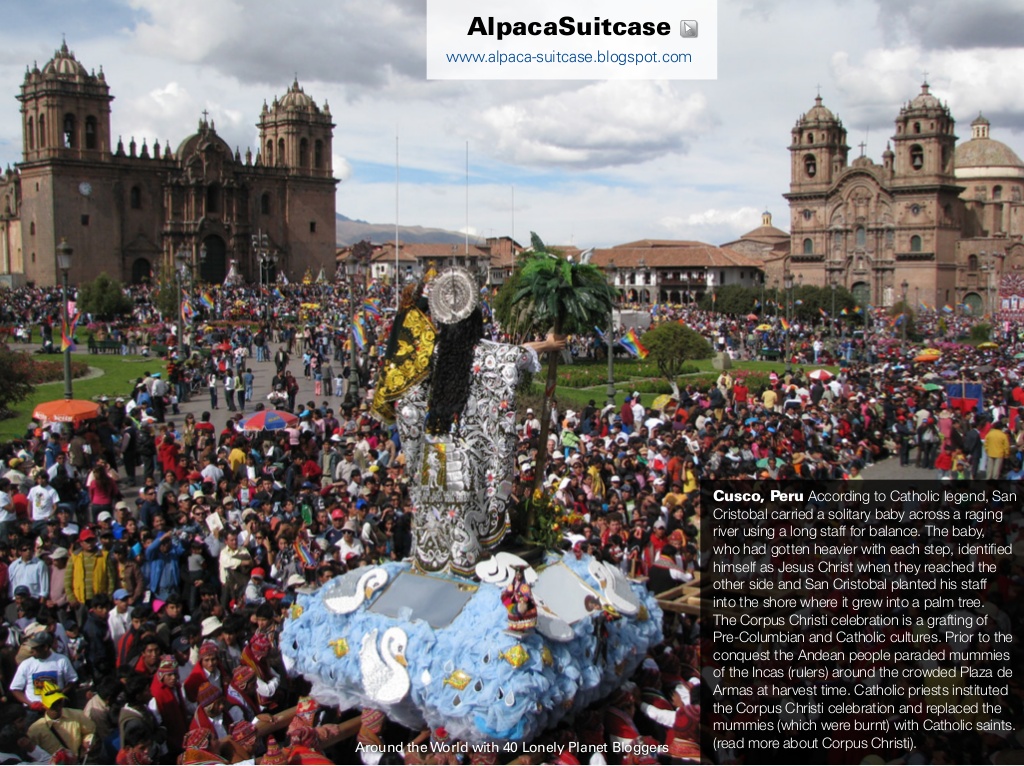 AlpacaSuitcase
www.alpaca-suitcase.blogspot.com
Cusco, Peru According to Catholic legend, San
Cristobal carried a solitary baby across a raging
river using a long staff for balance. The baby,
who had gotten heavier with each step, identified
himself as Jesus Christ when they reached the
other side and San Cristobal planted his staff
into the shore where it grew into a palm tree.
The Corpus Christi celebration is a grafting of
Pre-Columbian and Catholic cultures. Prior to the
conquest the Andean people paraded mummies
of the Incas (rulers) around the crowded Plaza de
Armas at harvest time. Catholic priests instituted
the Corpus Christi celebration and replaced the
mummies (which were burnt) with Catholic saints.
(read more about Corpus Christi).
Around the World with 40 Lonely Planet Bloggers